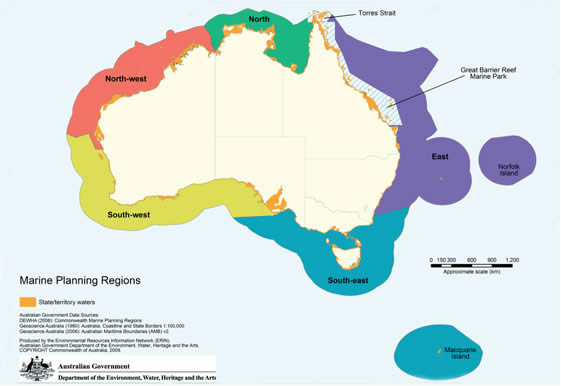 North
Torres Strait
North-west
Great Barrier Reef
Marine Park
East
Norfolk
Island
South-west
South-east
0 150 300 600 900 1.200
Approximate scale (km)
Marine Planning Regions
State/territory waters
Australian Government Data Sources:
DEWHA (2008): Commonwealth Marine Planning Regions
Geoscience Australia (1990): Australia, Coastline and State Borders 1:100,000
Geoscience Australia (2006): Australian Maritime Boundaries (AMB) v2
Produced by the Environmental Resources Information Network (ERIN)
Australian Government Department of the Environment, Water, Heritage and the Arts.
COPYRIGHT Commonwealth of Australia, 2009.
Macquarie
Island
Australian Government
Department of the Environment, Water, Heritage and the Arts